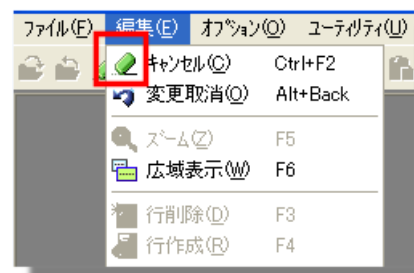 ファイル(F) 編集(E) オプション(O) ユーティリティ(U)
キャンセル(C) Ctrl+F2
変更取消(O) Alt+Back
ズーム(Z) F5
広域表示(W) F6
行削除(D) F3
行作成(R) F4